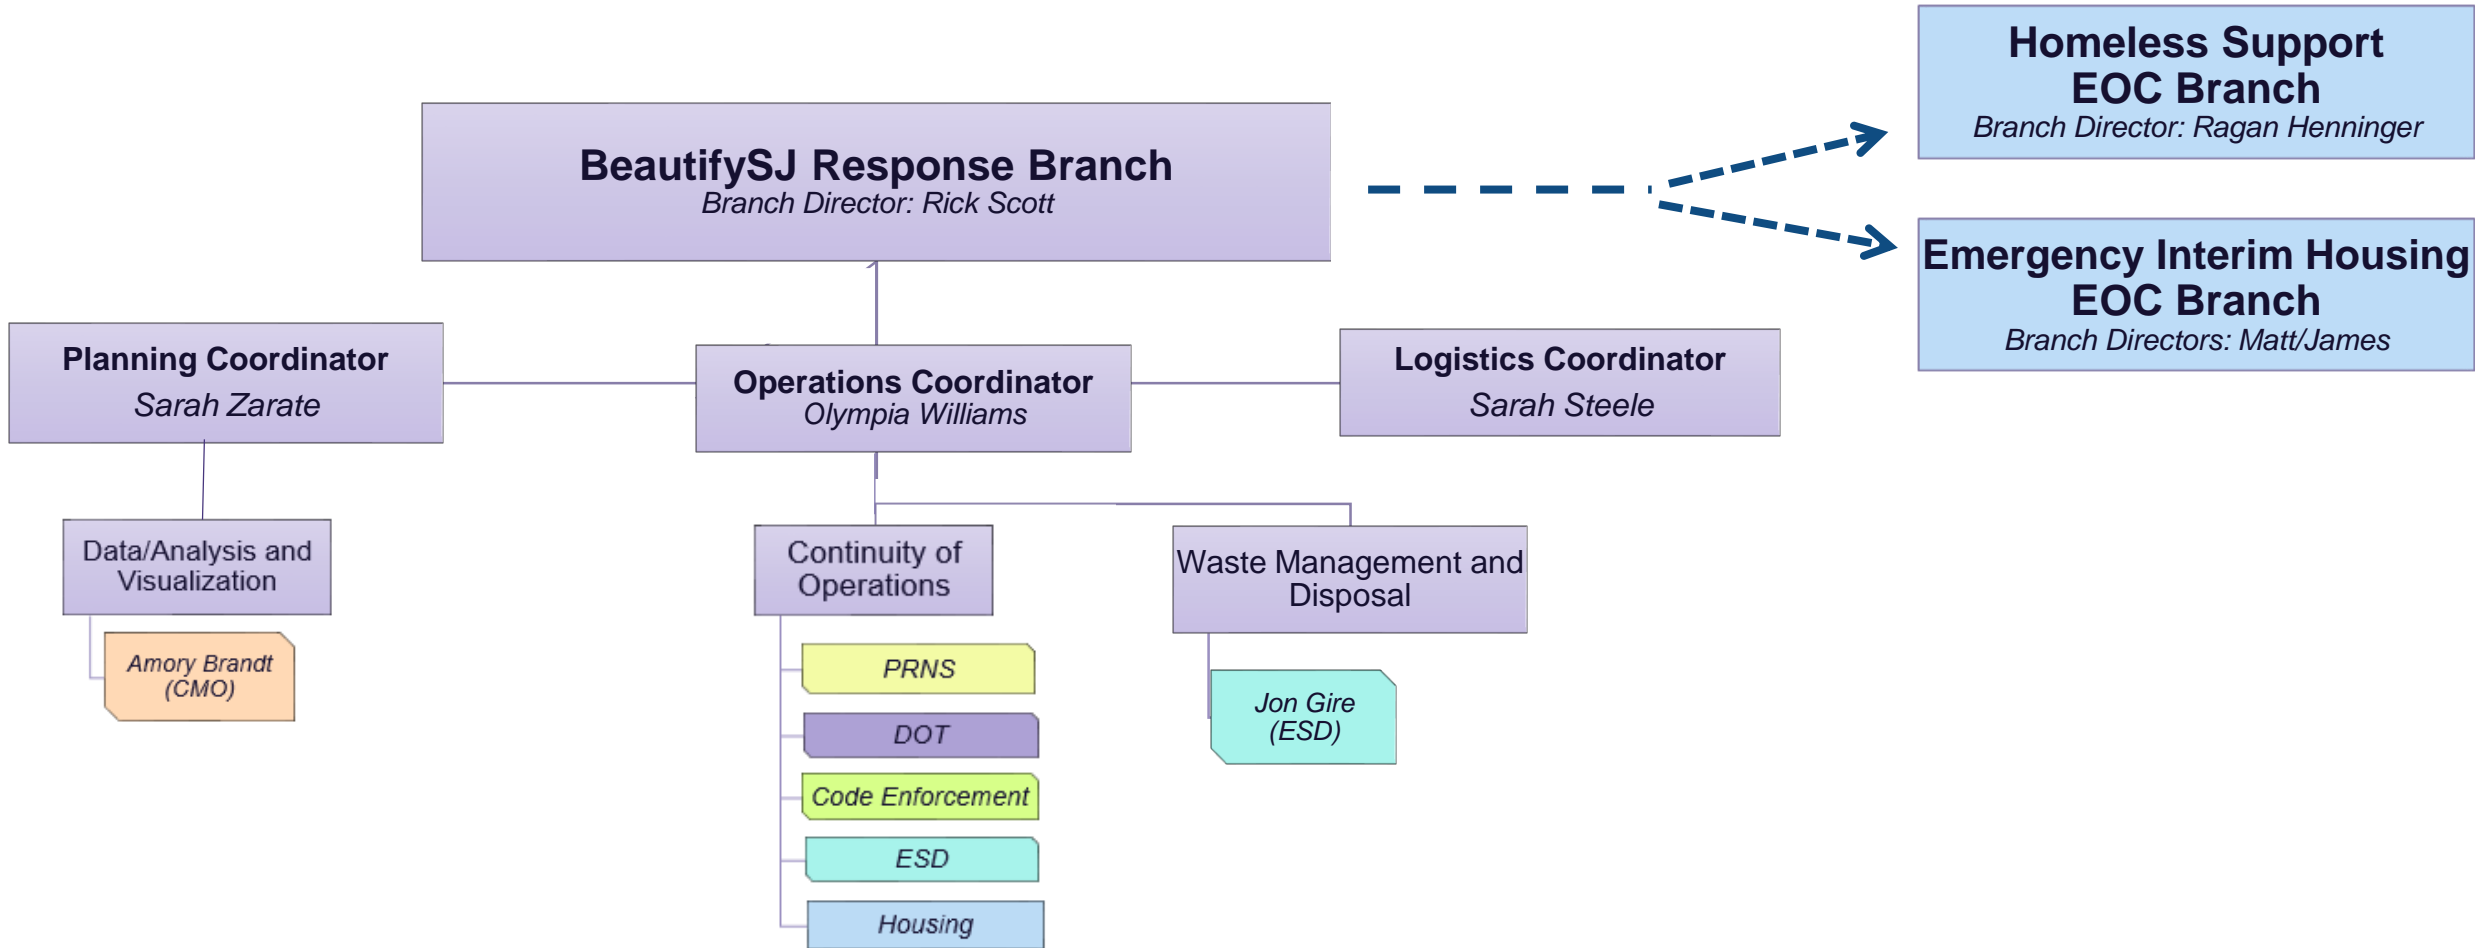 Homeless Support
EOC Branch
Branch Director: Ragan Henninger
BeautifySJ Response Branch
Branch Director: Rick Scott
Emergency Interim Housing
EOC Branch
Branch Directors: Matt/James
Planning Coordinator
Sarah Zarate
Operations Coordinator
Olympia Williams
Logistics Coordinator
Sarah Steele
Data/Analysis and
Visualization
Amory Brandt
(CMO)
Continuity of
Operations
PRNS
DOT
Code Enforcement
ESD
Housing
Waste Management and
Disposal
Jon Gire
(ESD)